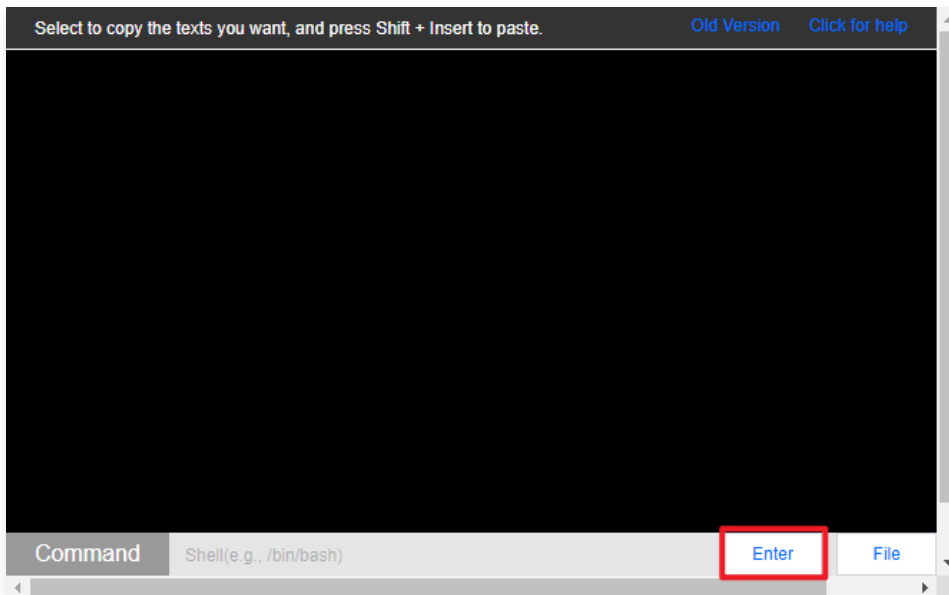 Select to copy the texts you want, and press Shift + Insert to paste. Old Version Click for help
Command Shell(e.g., /bin/bash) Enter File